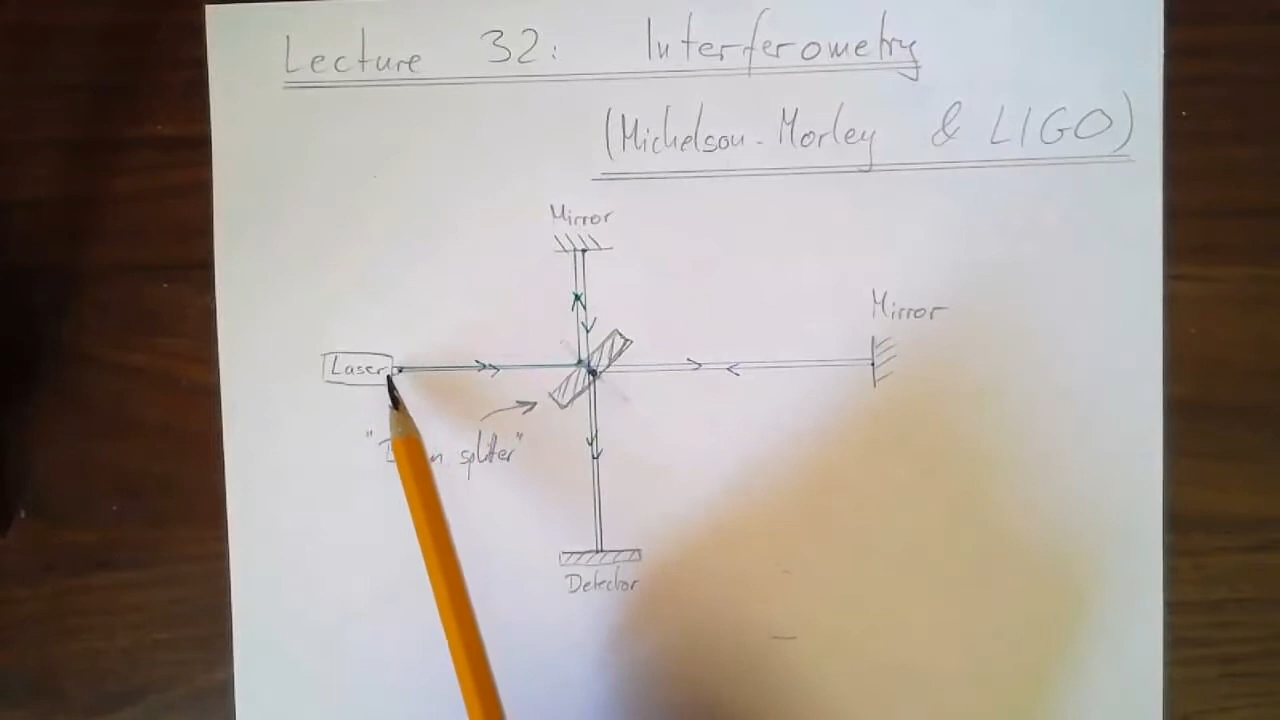 Lecture 32: Interferometry
(Michelson-Morley & LIGO)
Mirror
Mirror
Laser
splitter"
Detector